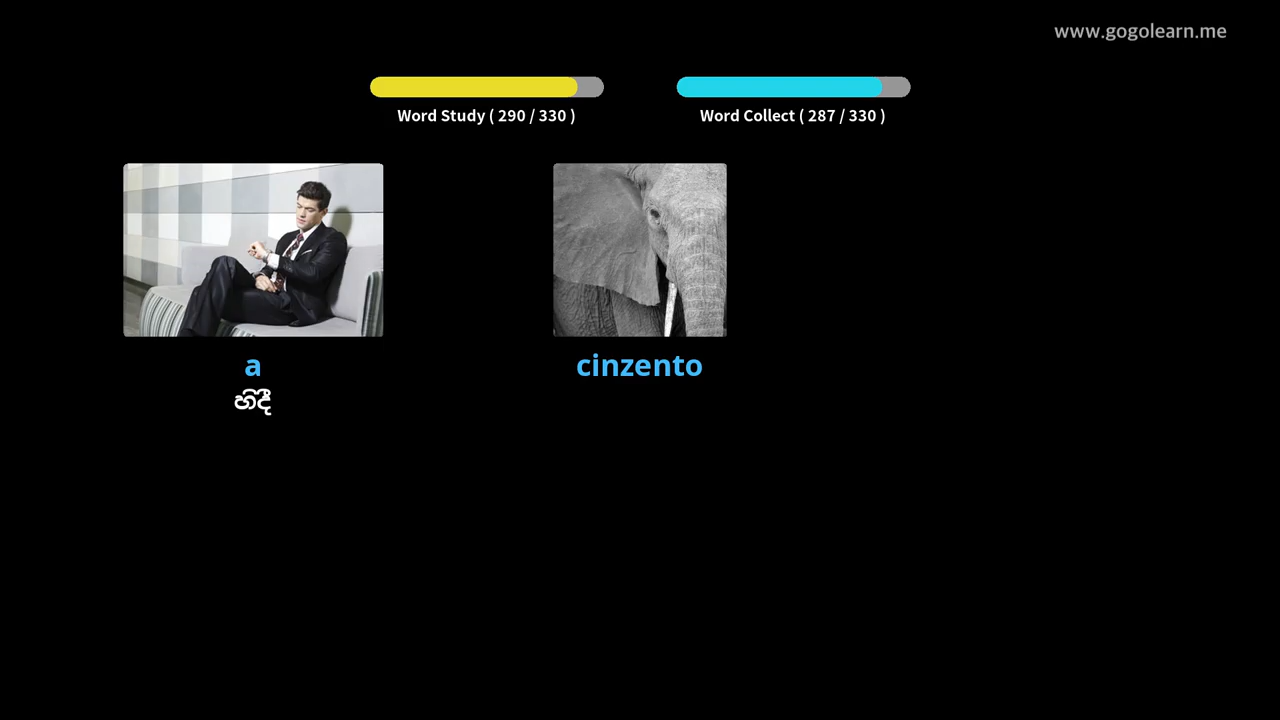 www.gogolearn.me
Word Study ( 290 / 330 )
Word Collect ( 287 / 330 )
a
හිදී
cinzento